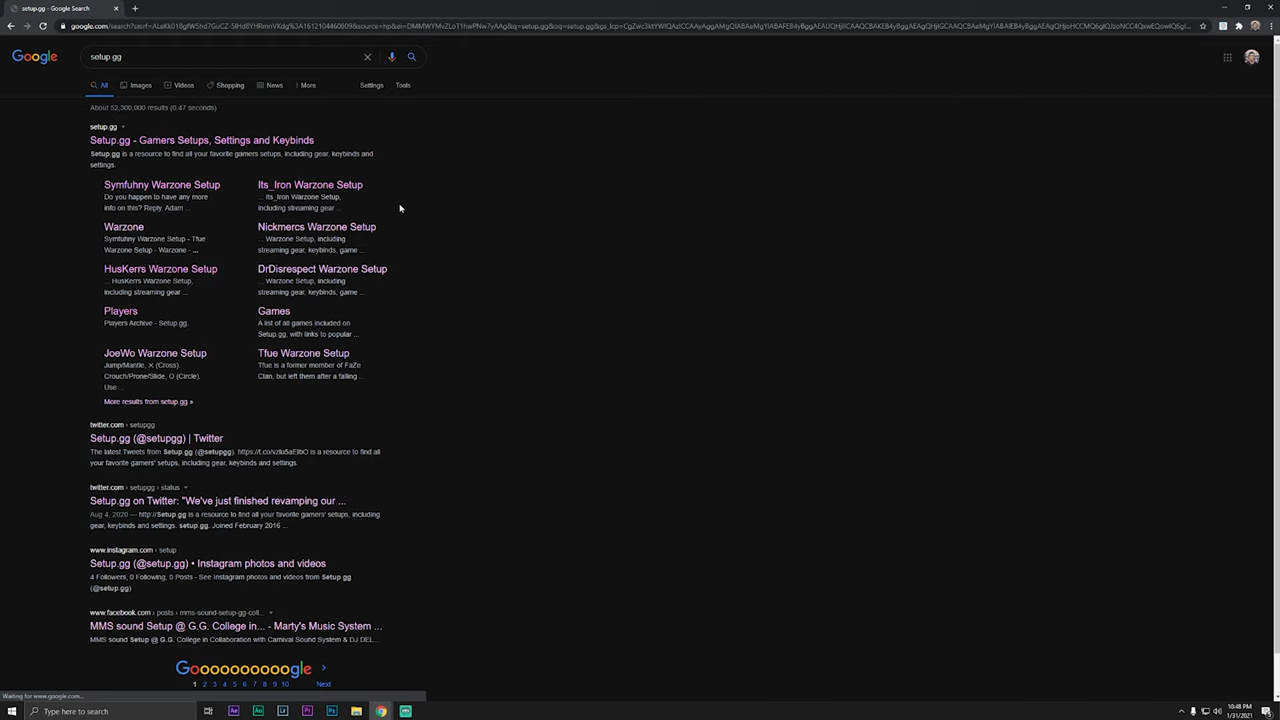 setup.gg - Google Search
Google
setup.gg
All
Images
Videos
Shopping
News
More
Settings
Tools
About 52,300,000 results (0.47 seconds)
setup.gg
Setup.gg - Gamers Setups, Settings and Keybinds
Setup.gg is a resource to find all your favorite gamers setups, including gear, keybinds and
settings.
Symfuhny Warzone Setup
Do you happen to have any more
info on this? Reply. Adam ...
Its_Iron Warzone Setup
... Its_Iron Warzone Setup,
including streaming gear ...
Warzone
Symfuhny Warzone Setup - Tfue
Warzone Setup - Warzone - ...
Nickmercs Warzone Setup
... Warzone Setup, including
streaming gear, keybinds, game ...
HusKerrs Warzone Setup
... HusKerrs Warzone Setup,
including streaming gear ...
DrDisrespect Warzone Setup
... Warzone Setup, including
streaming gear, keybinds, game ...
Players
Players Archive - Setup.gg.
Games
A list of all games included on
Setup.gg, with links to popular ...
JoeWo Warzone Setup
Jump/Mantle, X (Cross).
Crouch/Prone/Slide, O (Circle).
Use ...
Tfue Warzone Setup
Tfue is a former member of FaZe
Clan, but left them after a falling ...
More results from setup.gg »
twitter.com › setupgg
Setup.gg (@setupgg) | Twitter
The latest Tweets from Setup.gg (@setupgg). is a resource to find all
your favorite gamers' setups, including gear, keybinds and settings.
twitter.com › setupgg › status
Setup.gg on Twitter: "We've just finished revamping our ...
Aug 4, 2020 — http://Setup.gg is a resource to find all your favorite gamers' setups, including
gear, keybinds and settings. setup.gg. Joined February 2016 ...
www.instagram.com › setup
Setup.gg (@setup.gg) • Instagram photos and videos
4 Followers, 0 Following, 0 Posts - See Instagram photos and videos from Setup.gg
(@setup.gg)
www.facebook.com › posts › mms-sound-setup-gg-coll...
MMS sound Setup @ G.G. College in... - Marty's Music System ...
MMS sound Setup @ G.G. College in Collaboration with Carnival Sound System & DJ DEL...
Goooooooooogle
1 2 3 4 5 6 7 8 9 10 Next
Waiting for www.google.com...
Type here to search
Ae
Au
Lr
Pr
Ps
10:48 PM
1/31/2021